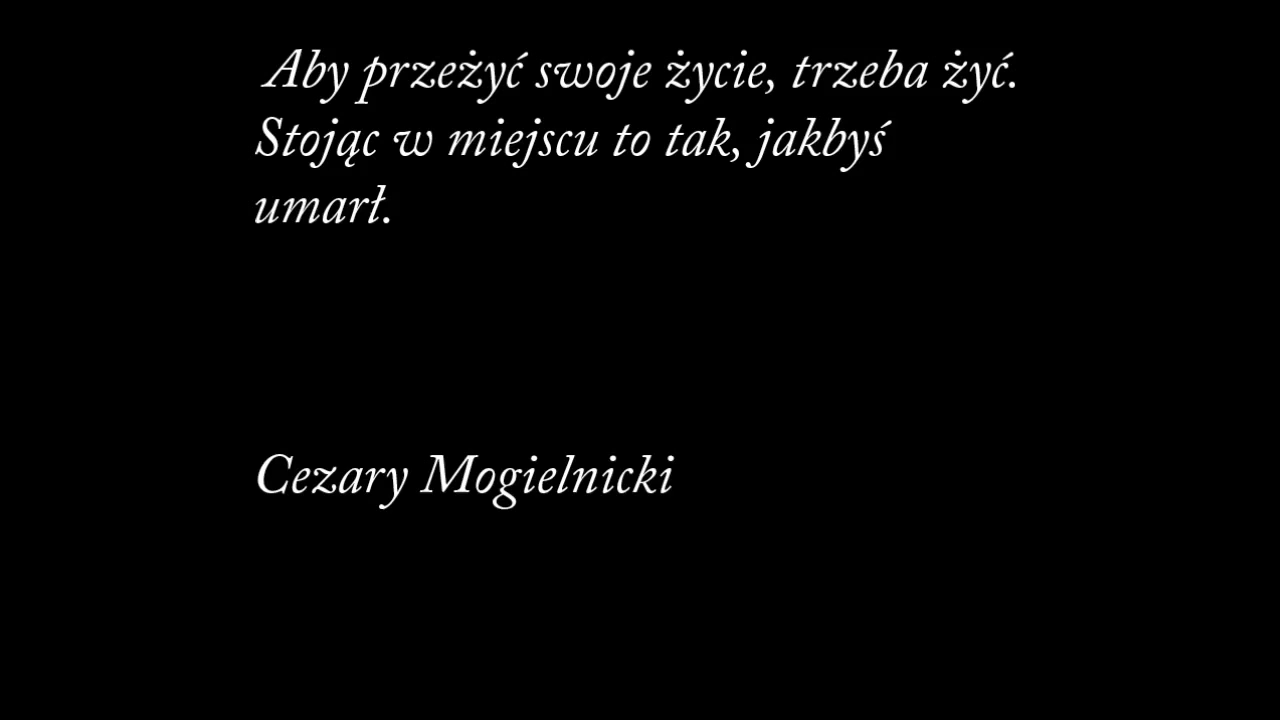 Aby przeżyć swoje życie, trzeba żyć.
Stojąc w miejscu to tak, jakbyś
umarł.
Cezary Mogielnicki